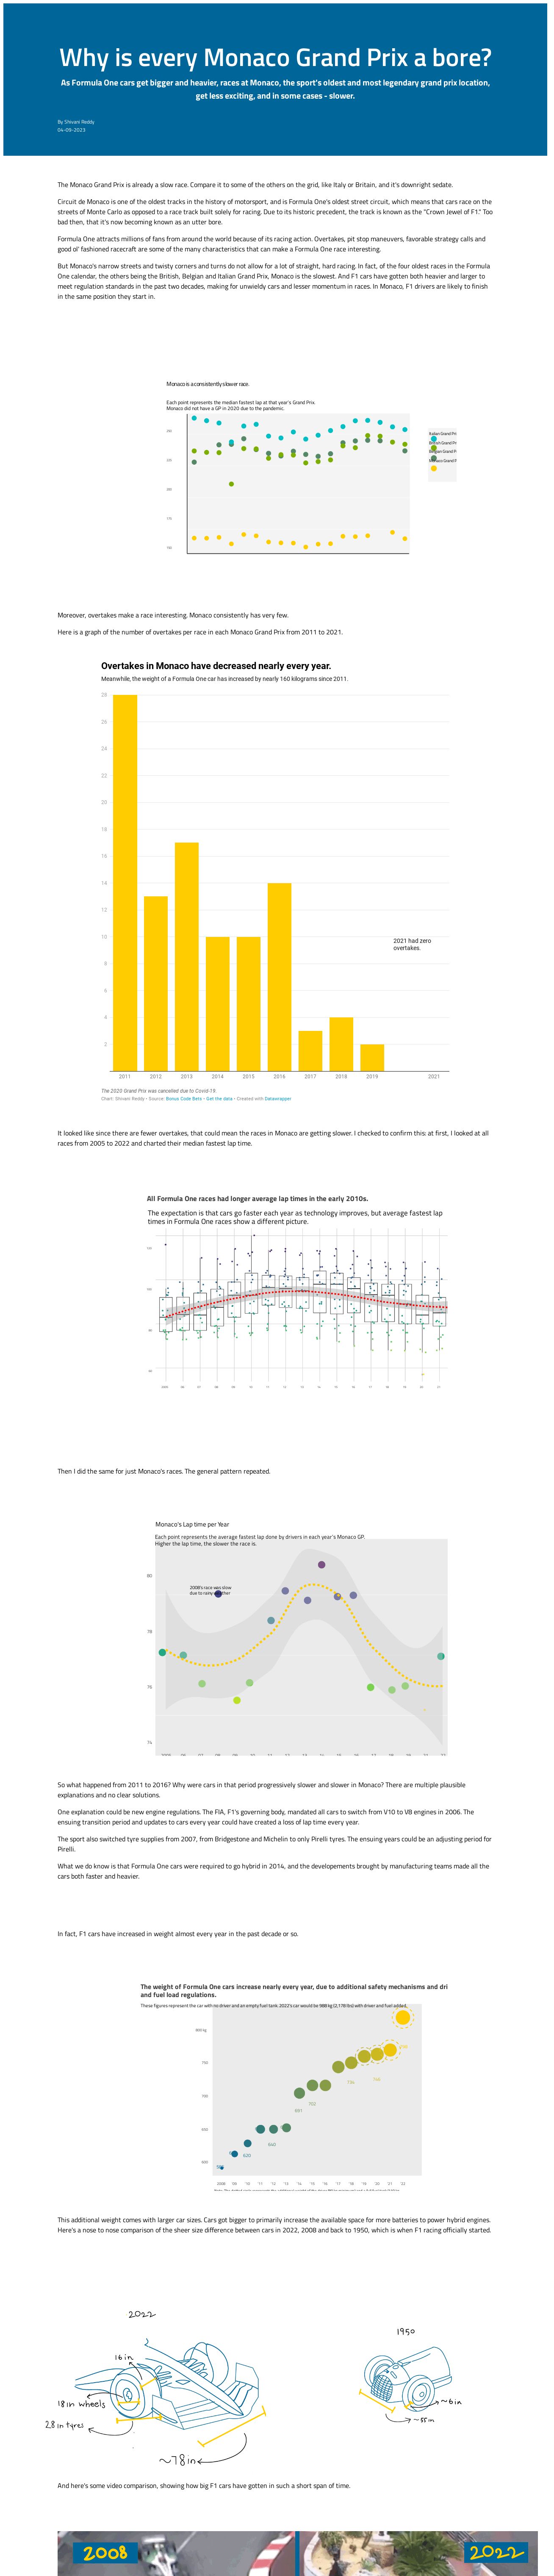 Why is every Monaco Grand Prix a bore?
As Formula One cars get bigger and heavier, races at Monaco, the sport's oldest and most legendary grand prix location,
get less exciting, and in some cases - slower.
By Shivani Reddy
04-09-2023
The Monaco Grand Prix is already a slow race. Compare it to some of the others on the grid, like Italy or Britain, and it's downright sedate.
Circuit de Monaco is one of the oldest tracks in the history of motorsport, and is Formula One's oldest street circuit, which means that cars race on the
streets of Monte Carlo as opposed to a race track built solely for racing. Due to its historic precedent, the track is known as the "Crown Jewel of F1." Too
bad then, that it's now becoming known as an utter bore.
Formula One attracts millions of fans from around the world because of its racing action. Overtakes, pit stop maneuvers, favorable strategy calls and
good ol' fashioned racecraft are some of the many characteristics that can make a Formula One race interesting.
But Monaco's narrow streets and twisty corners and turns do not allow for a lot of straight, hard racing. In fact, of the four oldest races in the Formula
One calendar, the others being the British, Belgian and Italian Grand Prix, Monaco is the slowest. And F1 cars have gotten both heavier and larger to
meet regulation standards in the past two decades, making for unwieldy cars and lesser momentum in races. In Monaco, F1 drivers are likely to finish
in the same position they start in.
Monaco is a consistently slower race.
Each point represents the median fastest lap at that year's Grand Prix.
Monaco did not have a GP in 2020 due to the pandemic.
Moreover, overtakes make a race interesting. Monaco consistently has very few.
Here is a graph of the number of overtakes per race in each Monaco Grand Prix from 2011 to 2021.
Overtakes in Monaco have decreased nearly every year.
Meanwhile, the weight of a Formula One car has increased by nearly 160 kilograms since 2011.
28
26
24
22
20
18
16
14
12
10
2021 had zero
overtakes.
8
6
4
2
2011 2012 2013 2014 2015 2016 2017 2018 2019 2021
The 2020 Grand Prix was cancelled due to Covid-19
Chart: Shivani Reddy • Source: Bonus Code Bets • Get the data • Created with Datawrapper
It looked like since there are fewer overtakes, that could mean the races in Monaco are getting slower. I checked to confirm this: at first, I looked at all
races from 2005 to 2022 and charted their median fastest lap time.
All Formula One races had longer average lap times in the early 2010s.
The expectation is that cars go faster each year as technology improves, but average fastest lap
times in Formula One races show a different picture.
Then I did the same for just Monaco's races. The general pattern repeated.
Monaco's Lap time per Year
Each point represents the average fastest lap done by drivers in each year's Monaco GP.
Higher the lap time, the slower the race is.
80
2008's race was slow
due to rainy
78
76
74
So what happened from 2011 to 2016? Why were cars in that period progressively slower and slower in Monaco? There are multiple plausible
explanations and no clear solutions.
One explanation could be new engine regulations. The FIA, F1's governing body, mandated all cars to switch from V10 to V8 engines in 2006. The
ensuing transition period and updates to cars could have created a loss of lap time every year.
The sport also switched tyre supplies from 2007, from Bridgestone and Michelin to only Pirelli tyres. The ensuing years could be an adjusting period for
Pirelli.
What we do know is that Formula One cars were required to go hybrid in 2014, and the developements brought by manufacturing teams made all the
cars both faster and heavier.
In fact, F1 cars have increased in weight almost every year in the past decade or so.
The weight of Formula One cars increase nearly every year, due to additional safety mechanisms and dri
and fuel load regulations.
These figures represent the car with no driver and an empty fuel tank. 2022's car would be 988 kg (2,178 lbs) with driver and fuel added.
800 kg
750
700
650
600
620
640
691
702
2008 '09 '10 '11 '12 '13 '14 '15 '16 '17 '18 '19 '20 '21 '22
This additional weight comes with larger car sizes. Cars got bigger to primarily increase the available space for more batteries to power hybrid engines.
Here's a nose to nose comparison of the sheer size difference between cars in 2022, 2008 and back to 1950, which is when F1 racing officially started.
2022
1950
16 in
18 in wheels
28 in tyres
~78 in
~6 in
~55 in
And here's some video comparison, showing how big F1 cars have gotten in such a short span of time.
2008
2022